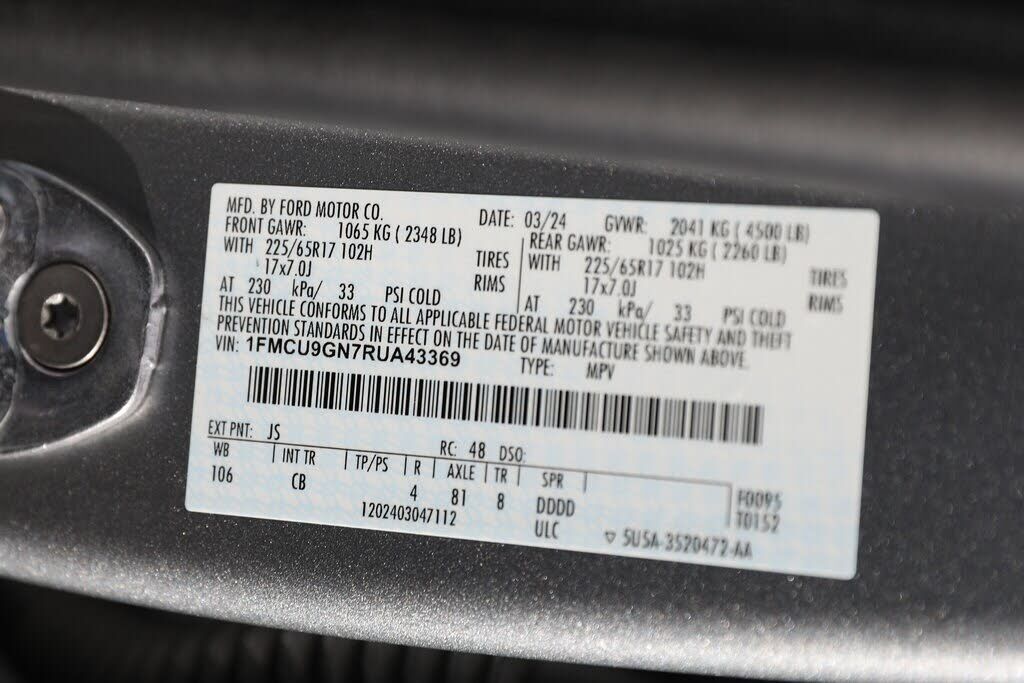 MFD. BY FORD MOTOR CO. DATE: 03/24 GVWR: 2041 KG ( 4500 LB)
FRONT GAWR: 1065 KG ( 2348 LB) REAR GAWR: 1025 KG ( 2260 LB)
WITH 225/65R17 102H TIRES WITH 225/65R17 102H TIRES
17x7.0J RIMS 17x7.0J RIMS
AT 230 kPa/ 33 PSI COLD AT 230 kPa/ 33 PSI COLD
THIS VEHICLE CONFORMS TO ALL APPLICABLE FEDERAL MOTOR VEHICLE SAFETY AND THEFT
PREVENTION STANDARDS IN EFFECT ON THE DATE OF MANUFACTURE SHOWN ABOVE.
VIN: 1FMCU9GN7RUA43369 TYPE: MPV
EXT PNT: JS RC: 48 DSO:
WB INT TR TP/PS R AXLE TR SPR
106 CB 4 81 8 DDDD F0095
1202403047112 ULC T0152
▽ 5U5A-3520472-AA